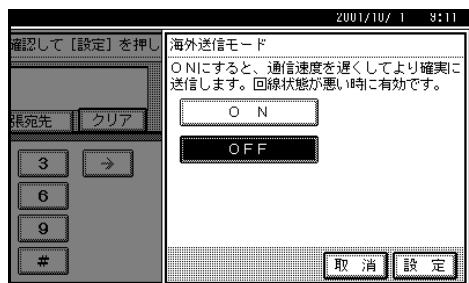 2001/10/ 1 9:11
確認して［設定］を押し
海外送信モード
ＯＮにすると、通信速度を遅くしてより確実に
送信します。回線状態が悪い時に有効です。
長宛先
クリア
Ｏ Ｎ
ＯＦＦ
3
→
6
9
#
取 消
設 定